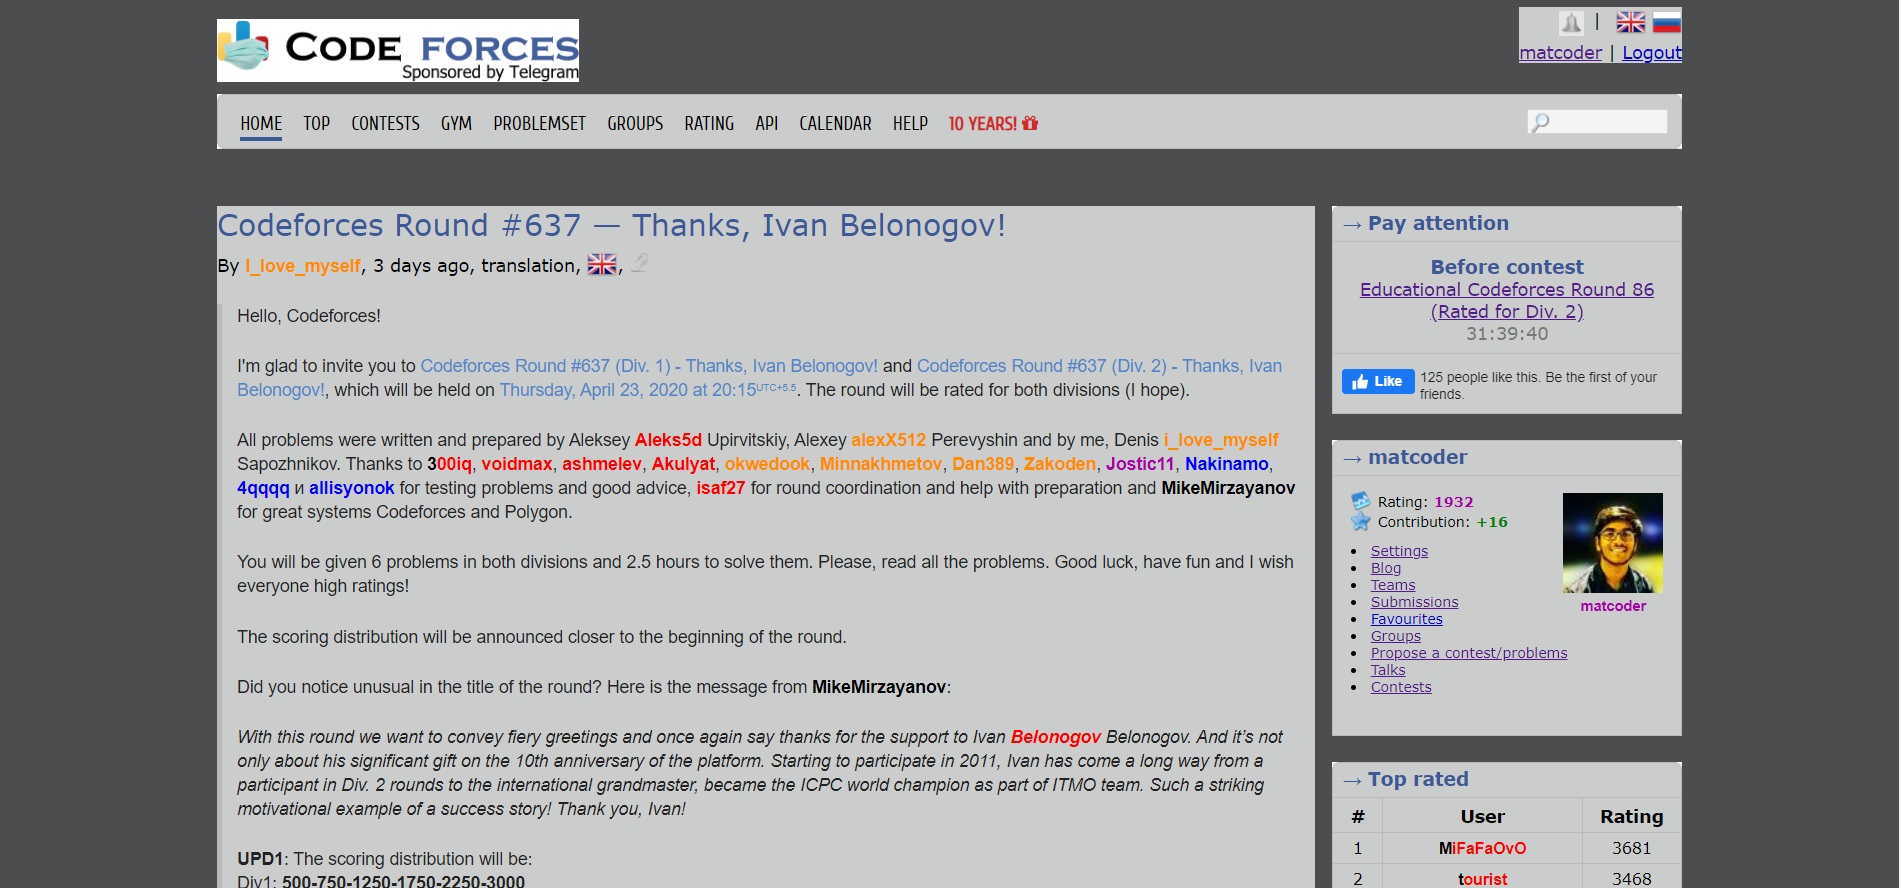 CODE FORCES
Sponsored by Telegram
|
matcoder | Logout
HOME TOP CONTESTS GYM PROBLEMSET GROUPS RATING API CALENDAR HELP 10 YEARS!
Codeforces Round #637 — Thanks, Ivan Belonogov!
By I_love_myself, 3 days ago, translation, ,
Hello, Codeforces!
I'm glad to invite you to Codeforces Round #637 (Div. 1) - Thanks, Ivan Belonogov! and Codeforces Round #637 (Div. 2) - Thanks, Ivan
Belonogov!, which will be held on Thursday, April 23, 2020 at 20:15UTC+5.5. The round will be rated for both divisions (I hope).
All problems were written and prepared by Aleksey Aleks5d Upirvitskiy, Alexey alexX512 Perevyshin and by me, Denis i_love_myself
Sapozhnikov. Thanks to 300iq, voidmax, ashmelev, Akulyat, okwedook, Minnakhmetov, Dan389, Zakoden, Jostic11, Nakinamo,
4qqqq и allisyonok for testing problems and good advice, isaf27 for round coordination and help with preparation and MikeMirzayanov
for great systems Codeforces and Polygon.
You will be given 6 problems in both divisions and 2.5 hours to solve them. Please, read all the problems. Good luck, have fun and I wish
everyone high ratings!
The scoring distribution will be announced closer to the beginning of the round.
Did you notice unusual in the title of the round? Here is the message from MikeMirzayanov:
With this round we want to convey fiery greetings and once again say thanks for the support to Ivan Belonogov Belonogov. And it's not
only about his significant gift on the 10th anniversary of the platform. Starting to participate in 2011, Ivan has come a long way from a
participant in Div. 2 rounds to the international grandmaster, became the ICPC world champion as part of ITMO team. Such a striking
motivational example of a success story! Thank you, Ivan!
UPD1: The scoring distribution will be:
Div1: 500-750-1250-1750-2250-3000
→ Pay attention
Before contest
Educational Codeforces Round 86
(Rated for Div. 2)
31:39:40
Like
125 people like this. Be the first of your
friends.
→ matcoder
Rating: 1932
Contribution: +16
Settings
Blog
Teams
Submissions
Favourites
Groups
Propose a contest/problems
Talks
Contests
matcoder
→ Top rated
# User Rating
1 MiFaFaOvO 3681
2 tourist 3468